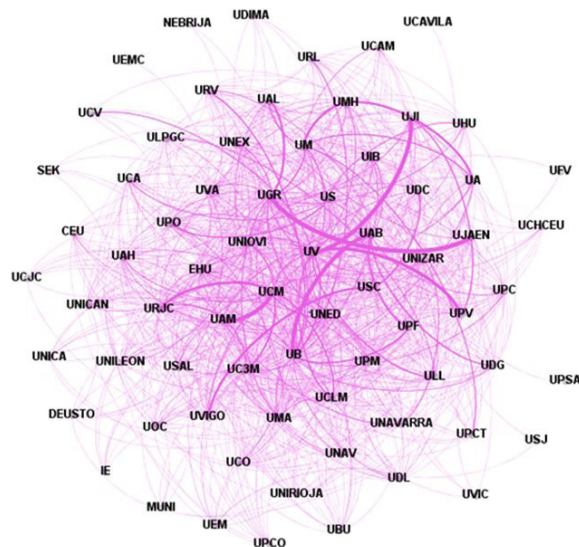 UDIMA
NEBRIJA
UCAVILA
UCAM
URL
UEMC
URV
UAL
UMH
UCV
UJI
UHU
ULPGC
UNEX
UM
UIB
SEK
UCA
UVA
UGR
US
UDC
UA
UFV
UPO
UCHCEU
CEU
UAB
UJAEN
UNIOVI
UAH
UV
UNIZAR
EHU
UCJC
UCM
USC
UPC
UNICAN
URJC
UAM
UNED
UPV
UPF
UNICA
UNILEON
USAL
UC3M
UB
UPM
UDG
ULL
UPSA
UCLM
DEUSTO
UOC
UVIGO
UMA
UNAVARRA
UPCT
USJ
UNAV
IE
UCO
UDL
UNIRIOJA
UVIC
MUNI
UEM
UBU
UPCO